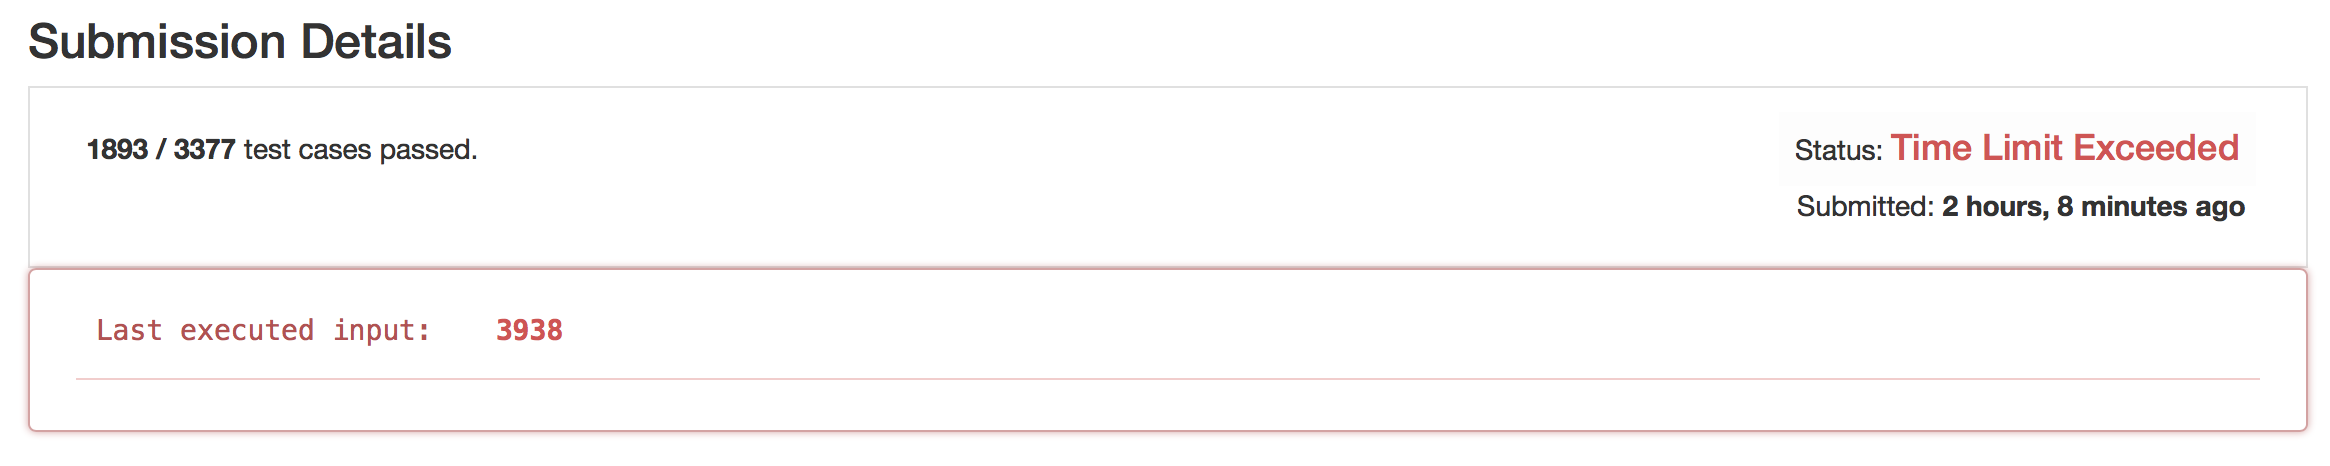 Submission Details
1893 / 3377 test cases passed.
Status: Time Limit Exceeded
Submitted: 2 hours, 8 minutes ago
Last executed input: 3938